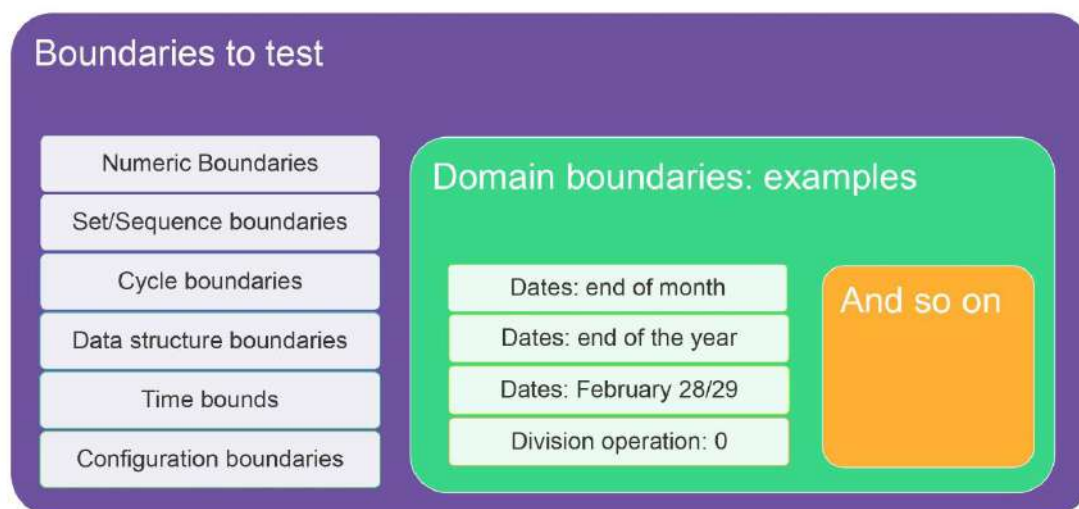 Boundaries to test
Numeric Boundaries
Set/Sequence boundaries
Cycle boundaries
Data structure boundaries
Time bounds
Configuration boundaries
Domain boundaries: examples
Dates: end of month
Dates: end of the year
Dates: February 28/29
Division operation: 0
And so on